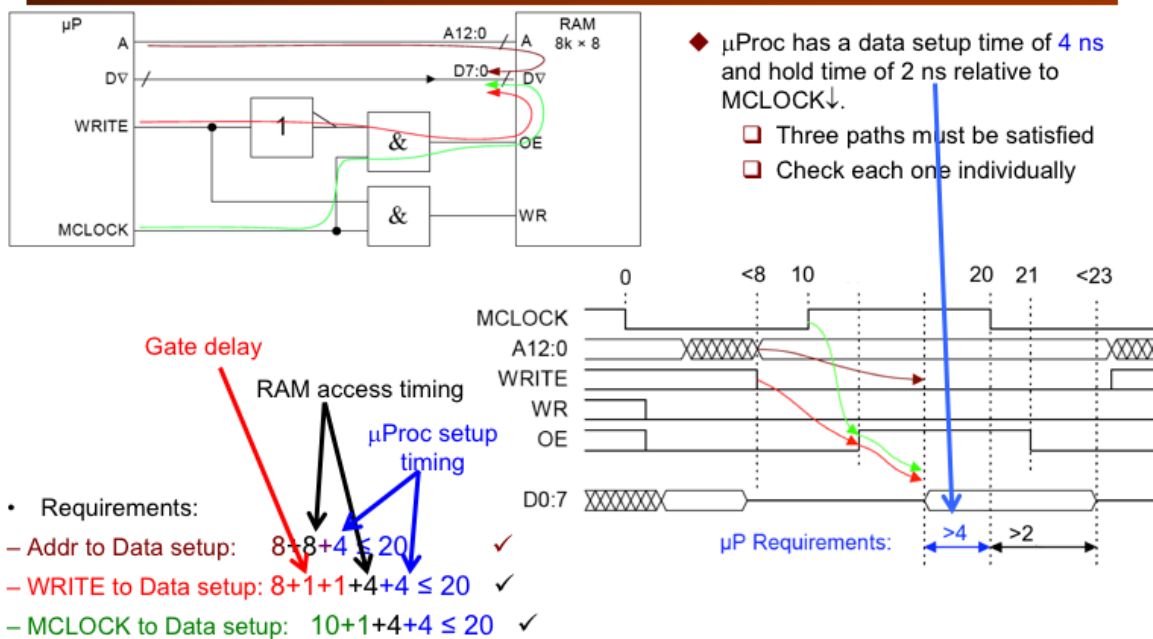 µP
A
D∇
WRITE
MCLOCK
A12:0
D7:0
1
&
&
RAM
8k × 8
A
D∇
OE
WR
◆ µProc has a data setup time of 4 ns
and hold time of 2 ns relative to
MCLOCK↓.
❑ Three paths must be satisfied
❑ Check each one individually
0 <8 10 20 21 <23
MCLOCK
A12:0
WRITE
WR
OE
D0:7
µP Requirements: >4 >2
Gate delay
RAM access timing
µProc setup
timing
• Requirements:
– Addr to Data setup: 8+8+4 ≤ 20 ✓
– WRITE to Data setup: 8+1+1+4+4 ≤ 20 ✓
– MCLOCK to Data setup: 10+1+4+4 ≤ 20 ✓